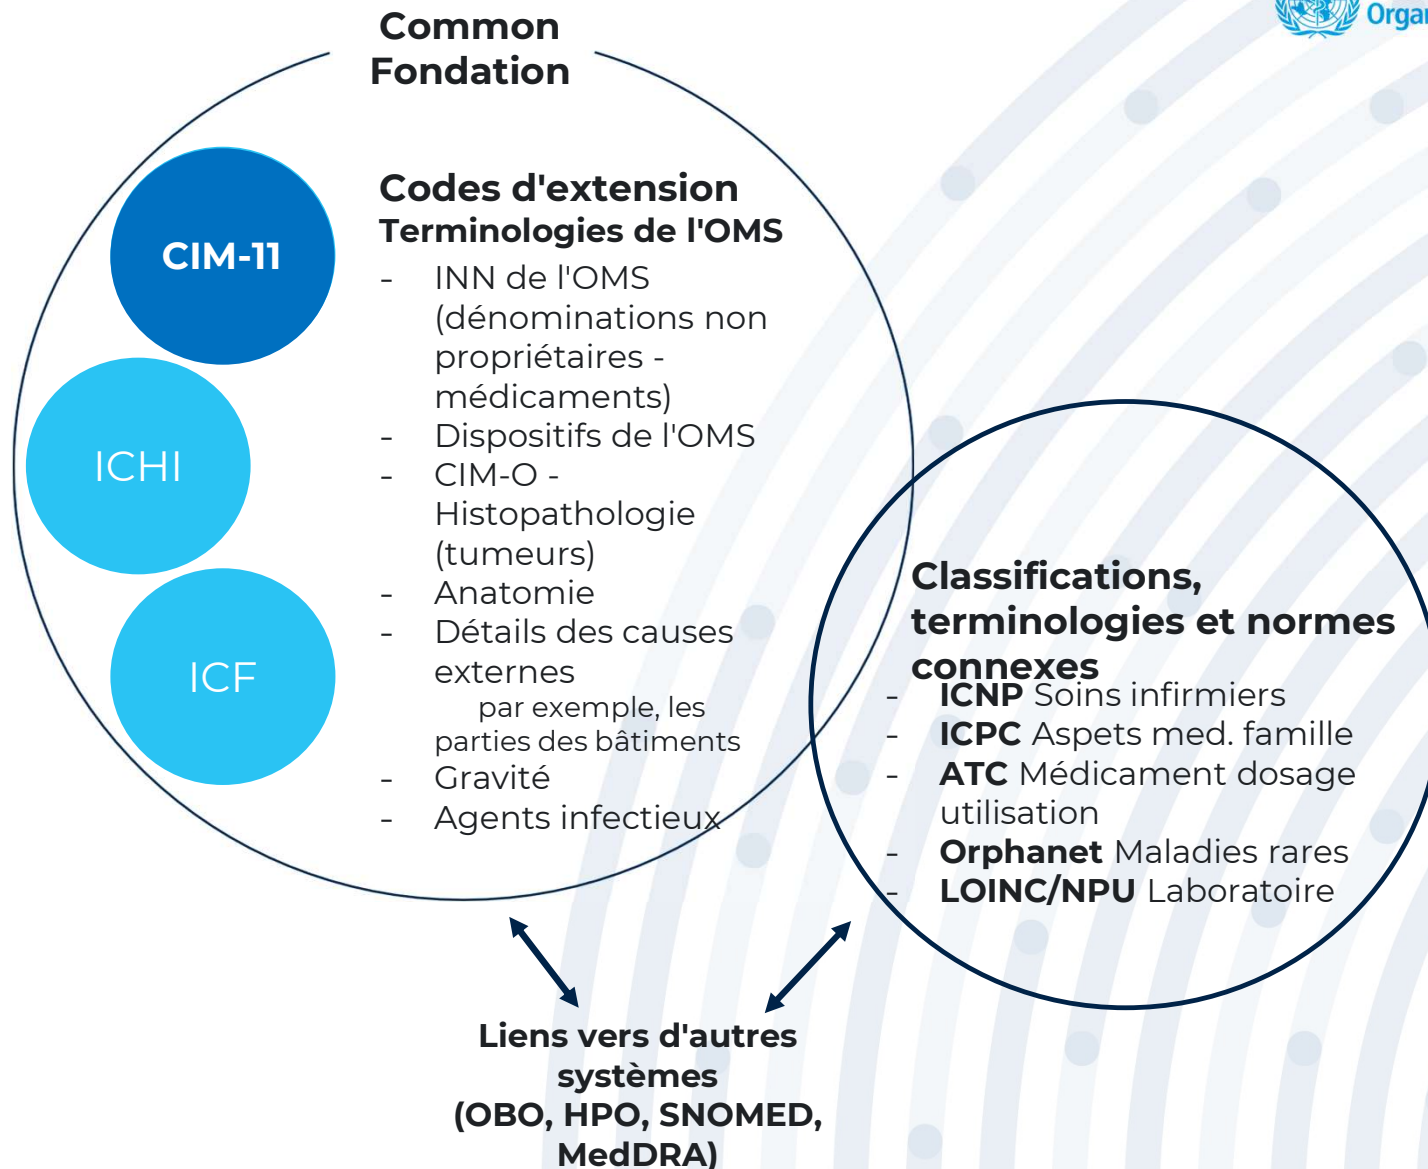 Common
Fondation
Codes d'extension
Terminologies de l'OMS
- INN de l'OMS
(dénominations non
propriétaires -
médicaments)
- Dispositifs de l'OMS
- CIM-O -
Histopathologie
(tumeurs)
- Anatomie
- Détails des causes
externes
par exemple, les
parties des bâtiments
- Gravité
- Agents infectieux
CIM-11
ICHI
ICF
Classifications,
terminologies et normes
connexes
- ICNP Soins infirmiers
- ICPC Aspets med. famille
- ATC Médicament dosage
utilisation
- Orphanet Maladies rares
- LOINC/NPU Laboratoire
Liens vers d'autres
systèmes
(OBO, HPO, SNOMED,
MedDRA)